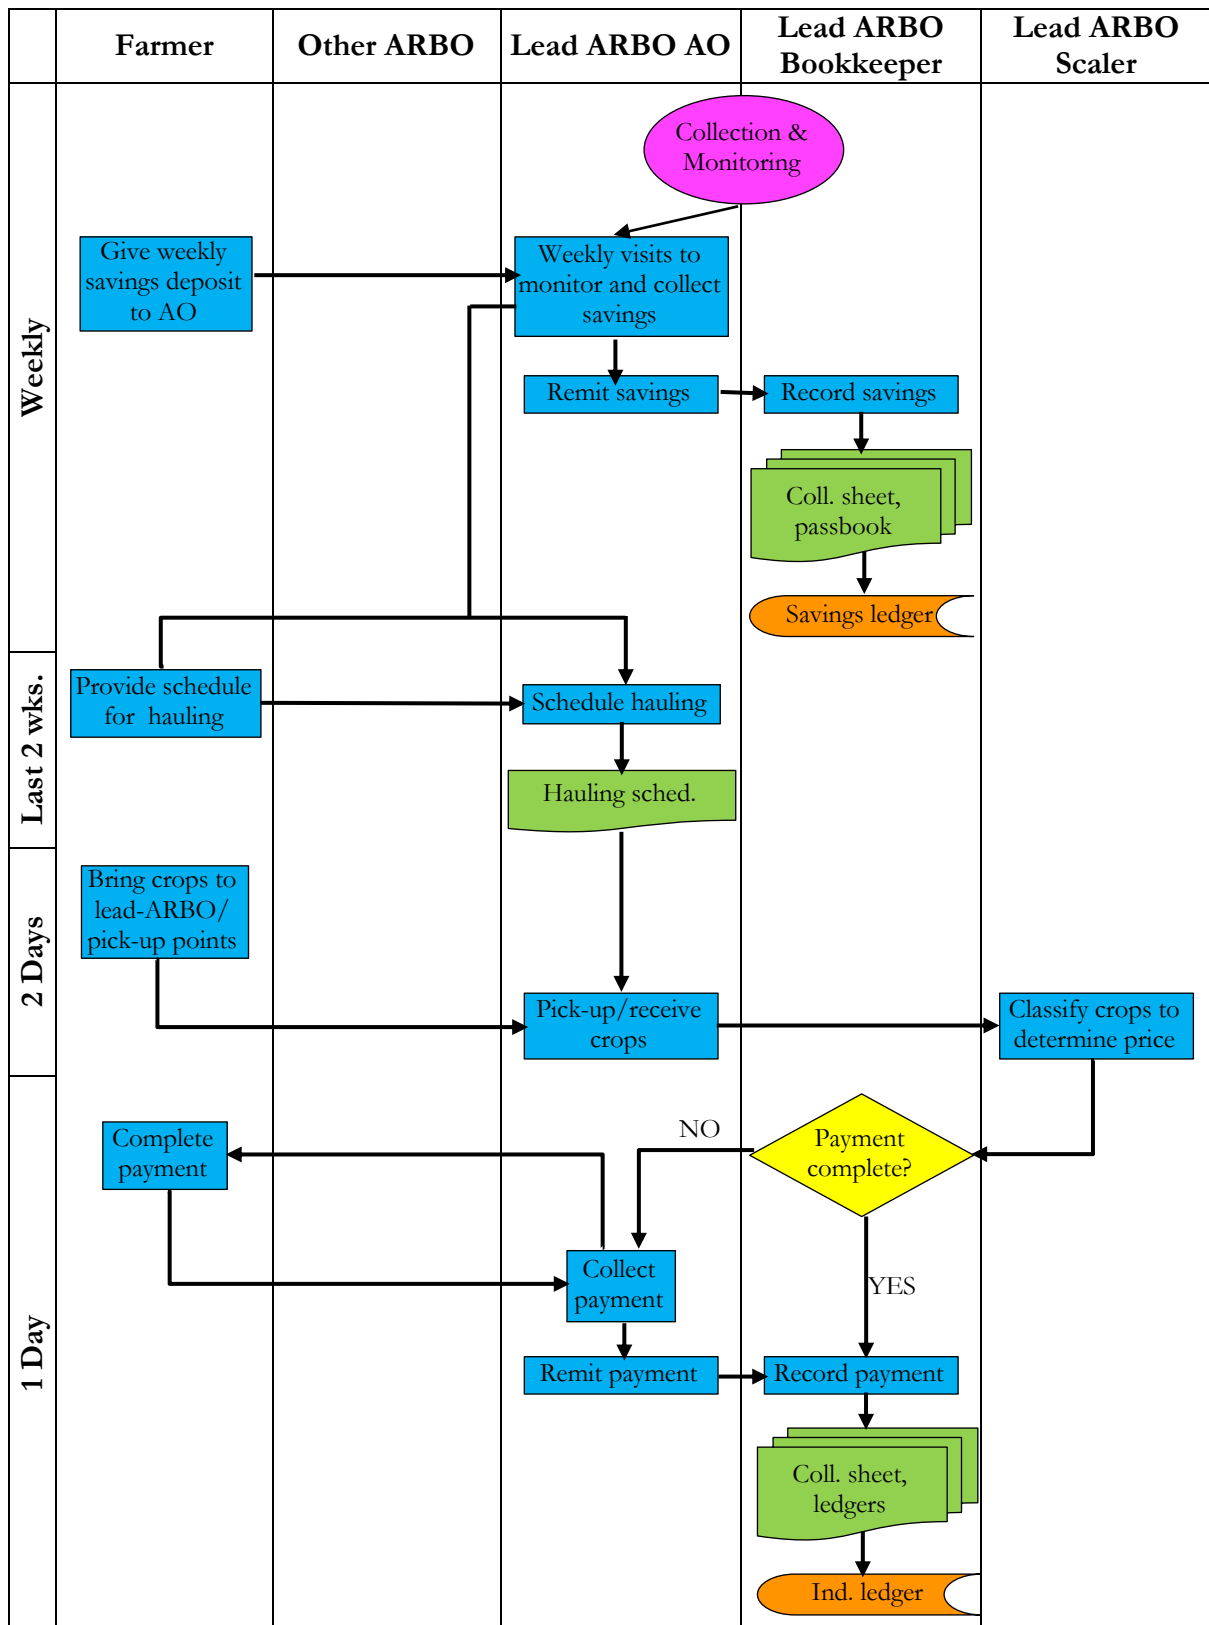 Farmer
Other ARBO
Lead ARBO AO
Lead ARBO
Bookkeeper
Lead ARBO
Scaler
Weekly
Collection &
Monitoring
Give weekly
savings deposit
to AO
Weekly visits to
monitor and collect
savings
Remit savings
Record savings
Coll. sheet,
passbook
Savings ledger
Last 2 wks.
Provide schedule
for hauling
Schedule hauling
Hauling sched.
2 Days
Bring crops to
lead-ARBO/
pick-up points
Pick-up/receive
crops
Classify crops to
determine price
1 Day
Complete
payment
NO
Payment
complete?
Collect
payment
YES
Remit payment
Record payment
Coll. sheet,
ledgers
Ind. ledger